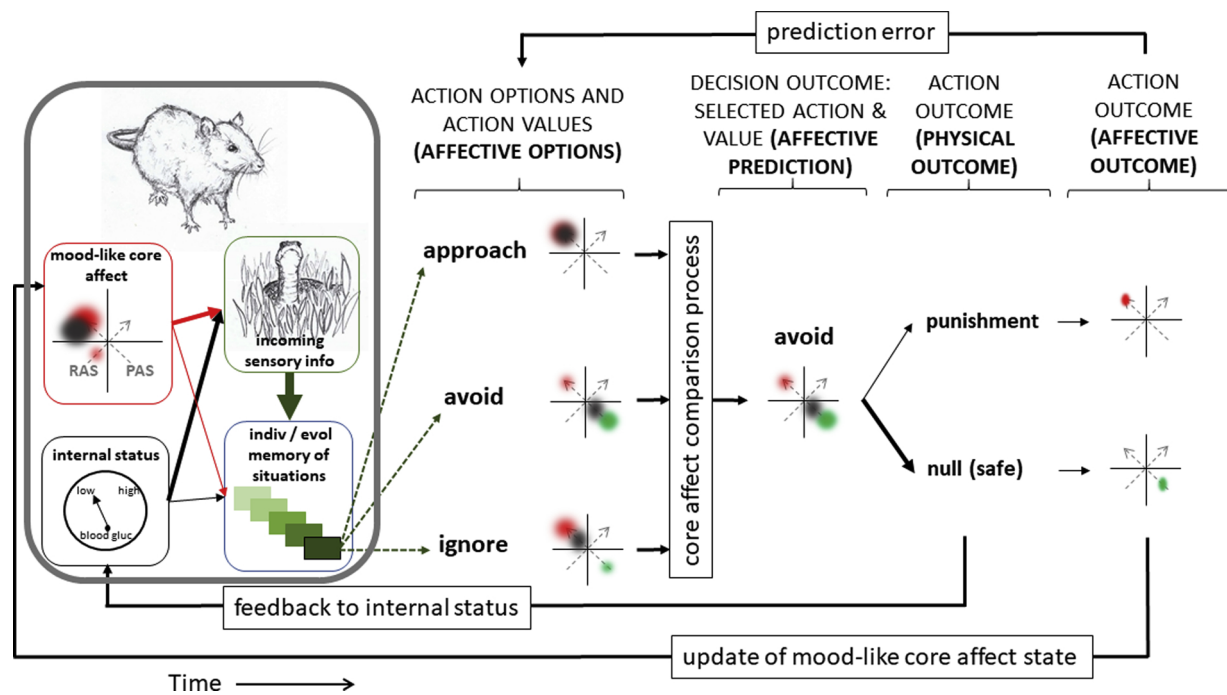 prediction error
ACTION OPTIONS AND
ACTION VALUES
(AFFECTIVE OPTIONS)
DECISION OUTCOME:
SELECTED ACTION &
VALUE (AFFECTIVE
PREDICTION)
ACTION
OUTCOME
(PHYSICAL
OUTCOME)
ACTION
OUTCOME
(AFFECTIVE
OUTCOME)
mood-like core
affect
RAS
PAS
incoming
sensory info
internal status
low
high
blood gluc
indiv / evol
memory of
situations
approach
avoid
ignore
core affect comparison process
avoid
punishment
null (safe)
feedback to internal status
update of mood-like core affect state
Time